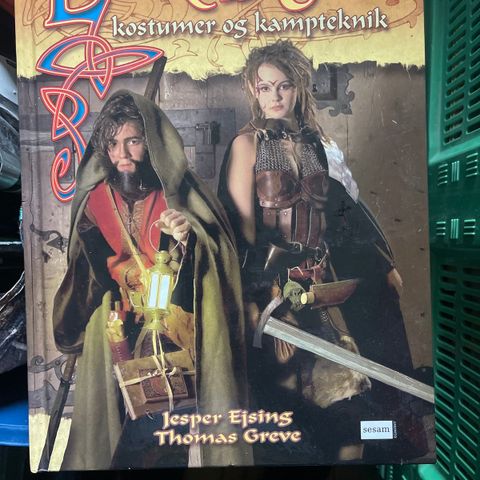 kostumer og kampteknik
Jesper Ejsing
Thomas Greve
sesam